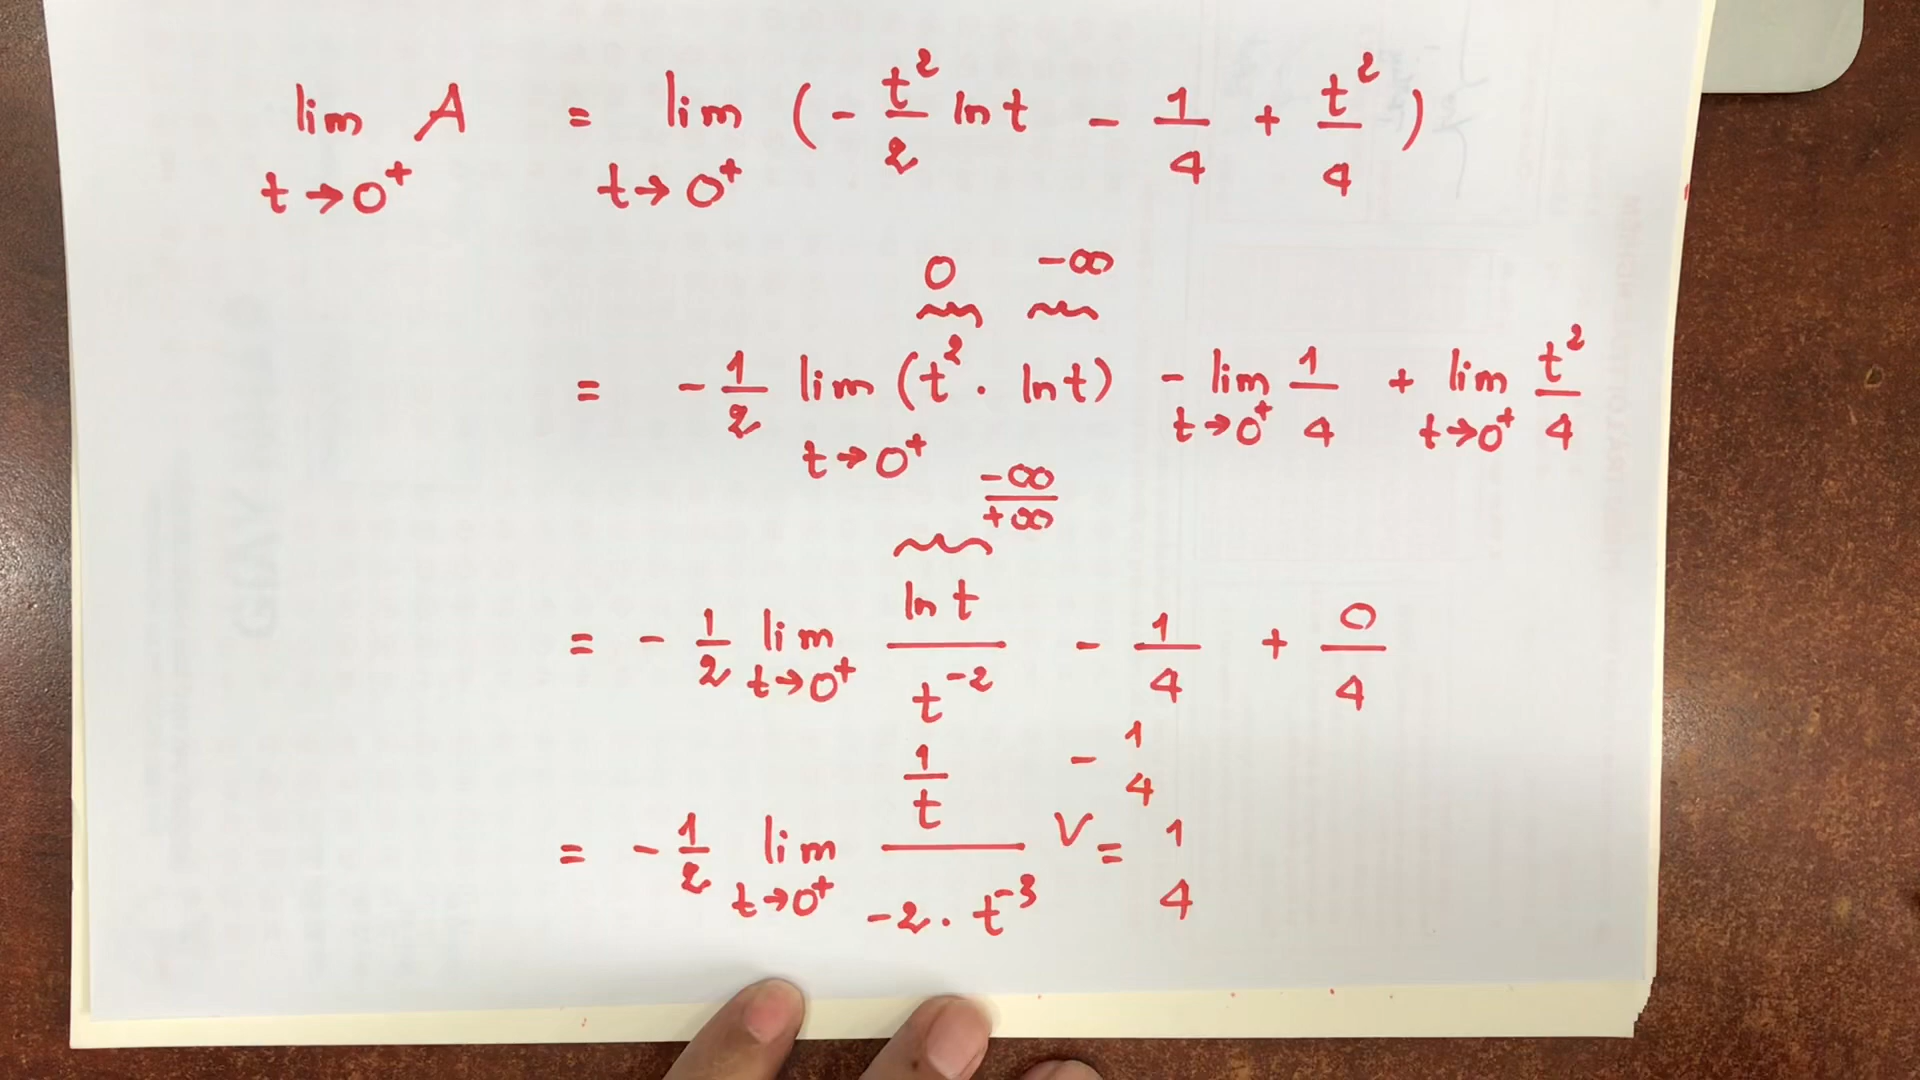 lim A = lim (- t²/2 ln t - 1/4 + t²/4)
t→0⁺ t→0⁺
0 -∞
= - 1/2 lim (t² · ln t) - lim 1/4 + lim t²/4
t→0⁺ t→0⁺ t→0⁺
-∞/+∞
= - 1/2 lim ln t / t⁻² - 1/4 + 0/4
t→0⁺
- 1 4
= - 1/2 lim (1/t) / (-2 · t⁻³) V = 1 4
t→0⁺